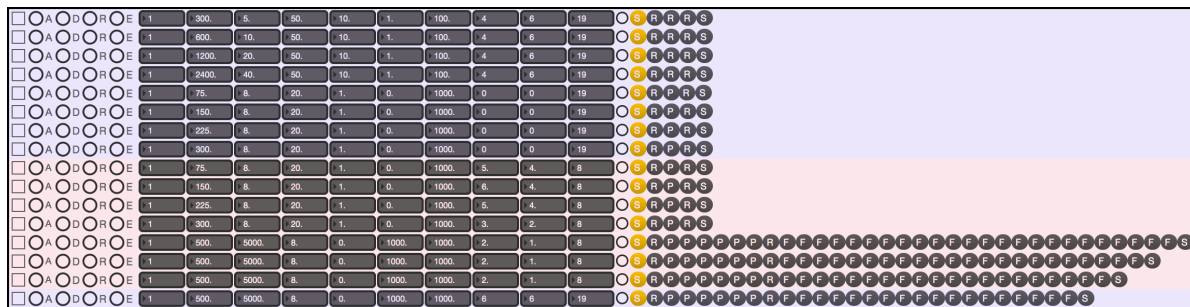 A D R E 1 300. 5. 50. 10. 1. 100. 4 6 19 S R R R S
A D R E 1 600. 10. 50. 10. 1. 100. 4 6 19 S R R R S
A D R E 1 1200. 20. 50. 10. 1. 100. 4 6 19 S R R R S
A D R E 1 2400. 40. 50. 10. 1. 100. 4 6 19 S R R R S
A D R E 1 75. 8. 20. 1. 0. 1000. 0 0 19 S R P R S
A D R E 1 150. 8. 20. 1. 0. 1000. 0 0 19 S R P R S
A D R E 1 225. 8. 20. 1. 0. 1000. 0 0 19 S R P R S
A D R E 1 300. 8. 20. 1. 0. 1000. 0 0 19 S R P R S
A D R E 1 75. 8. 20. 1. 0. 1000. 5. 4. 8 S R P R S
A D R E 1 150. 8. 20. 1. 0. 1000. 6. 4. 8 S R P R S
A D R E 1 225. 8. 20. 1. 0. 1000. 5. 4. 8 S R P R S
A D R E 1 300. 8. 20. 1. 0. 1000. 3. 2. 8 S R P R S
A D R E 1 500. 5000. 8. 0. 1000. 1000. 2. 1. 8 S R P P P P P P R F F F F F F F F F F F F F F F F F F F F F F F F S
A D R E 1 500. 5000. 8. 0. 1000. 1000. 2. 1. 8 S R P P P P P P R F F F F F F F F F F F F F F F F F F F F F F S
A D R E 1 500. 5000. 8. 0. 1000. 1000. 2. 1. 8 S R P P P P P P R F F F F F F F F F F F F F F F F F F F F S
A D R E 1 500. 5000. 8. 0. 1000. 1000. 6 6 19 S R P P P P P P R F F F F F F F F F F F F F F F F F F S